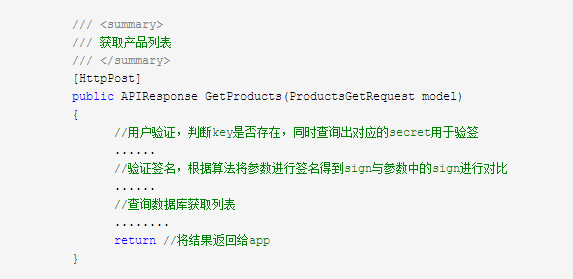 /// <summary>
/// 获取产品列表
/// </summary>
[HttpPost]
public APIResponse GetProducts(ProductsGetRequest model)
{
//用户验证，判断key是否存在，同时查询出对应的secret用于验签
......
//验证签名，根据算法将参数进行签名得到sign与参数中的sign进行对比
......
//查询数据库获取列表
........
return //将结果返回给app
}